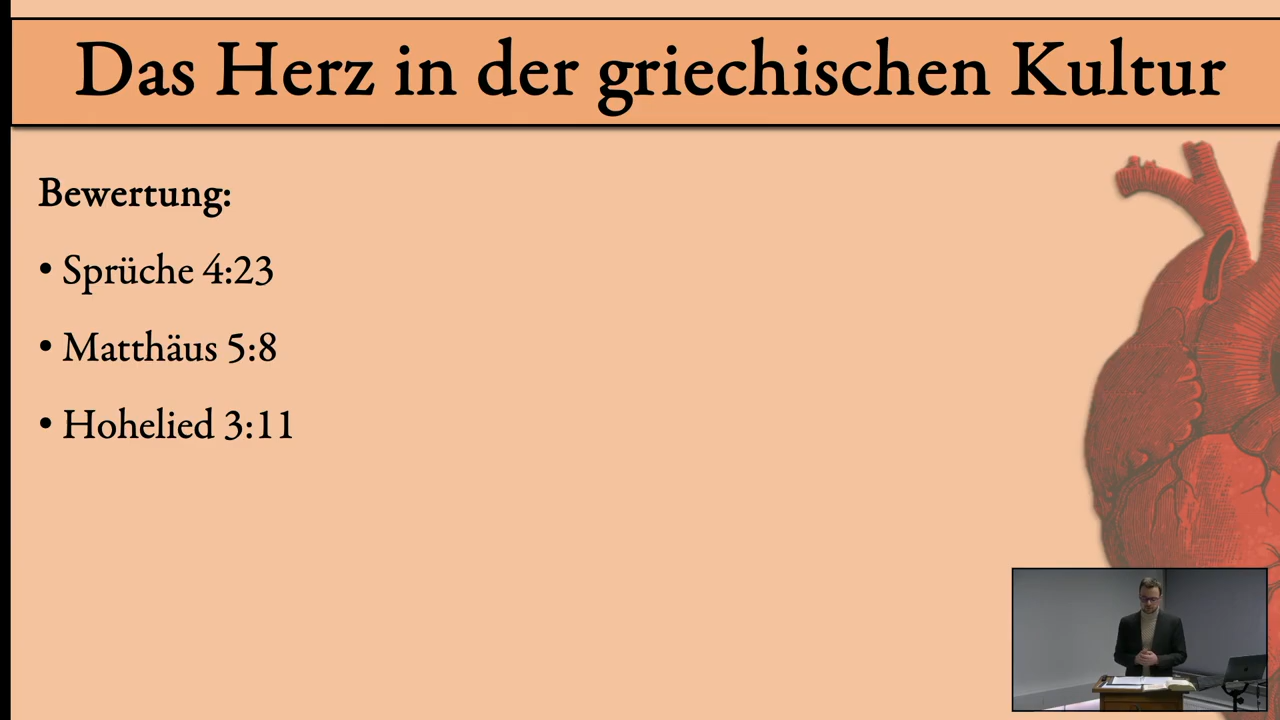 Das Herz in der griechischen Kultur
Bewertung:
• Sprüche 4:23
• Matthäus 5:8
• Hohelied 3:11